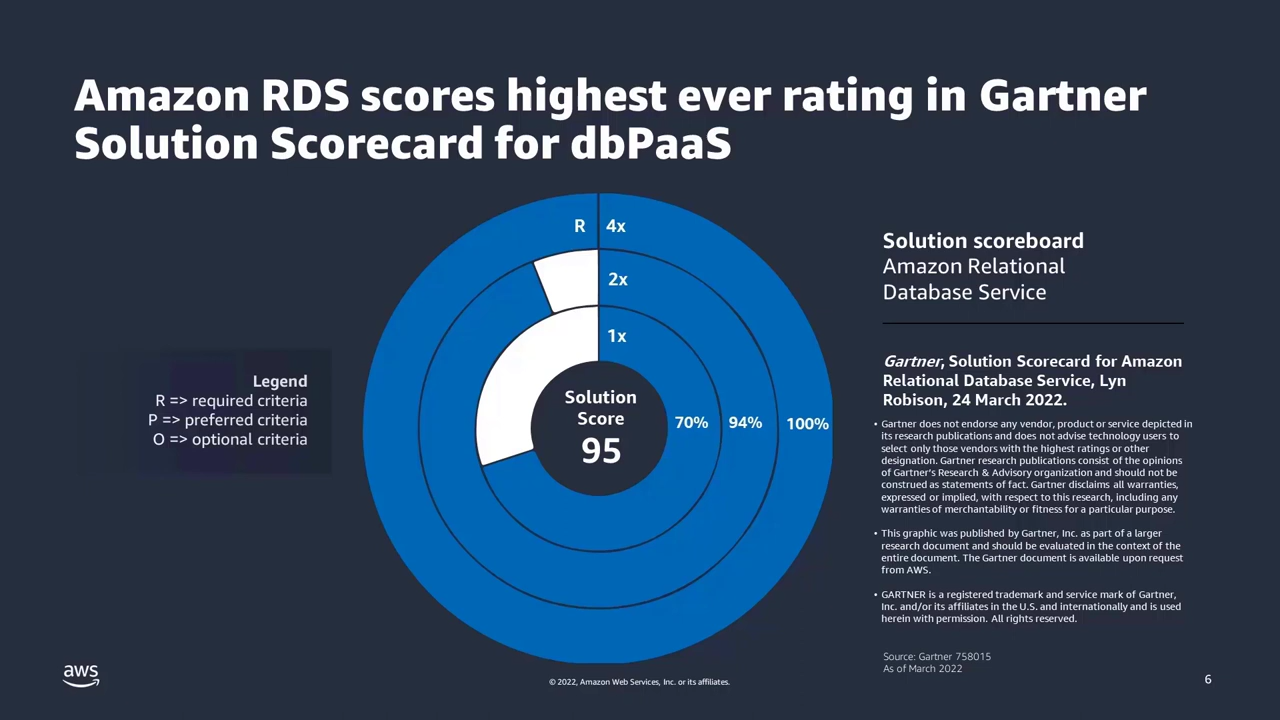 Amazon RDS scores highest ever rating in Gartner
Solution Scorecard for dbPaaS
Legend
R => required criteria
P => preferred criteria
O => optional criteria
R 4x
2x
1x
Solution
Score
95
70% 94% 100%
Solution scoreboard
Amazon Relational
Database Service
Gartner, Solution Scorecard for Amazon
Relational Database Service, Lyn
Robison, 24 March 2022.
• Gartner does not endorse any vendor, product or service depicted in
its research publications and does not advise technology users to
select only those vendors with the highest ratings or other
designation. Gartner research publications consist of the opinions
of Gartner's Research & Advisory organization and should not be
construed as statements of fact. Gartner disclaims all warranties,
expressed or implied, with respect to this research, including any
warranties of merchantability or fitness for a particular purpose.
• This graphic was published by Gartner, Inc. as part of a larger
research document and should be evaluated in the context of the
entire document. The Gartner document is available upon request
from AWS.
• GARTNER is a registered trademark and service mark of Gartner,
Inc. and/or its affiliates in the U.S. and internationally and is used
herein with permission. All rights reserved.
Source: Gartner 758015
As of March 2022
aws
© 2022, Amazon Web Services, Inc. or its affiliates.
6